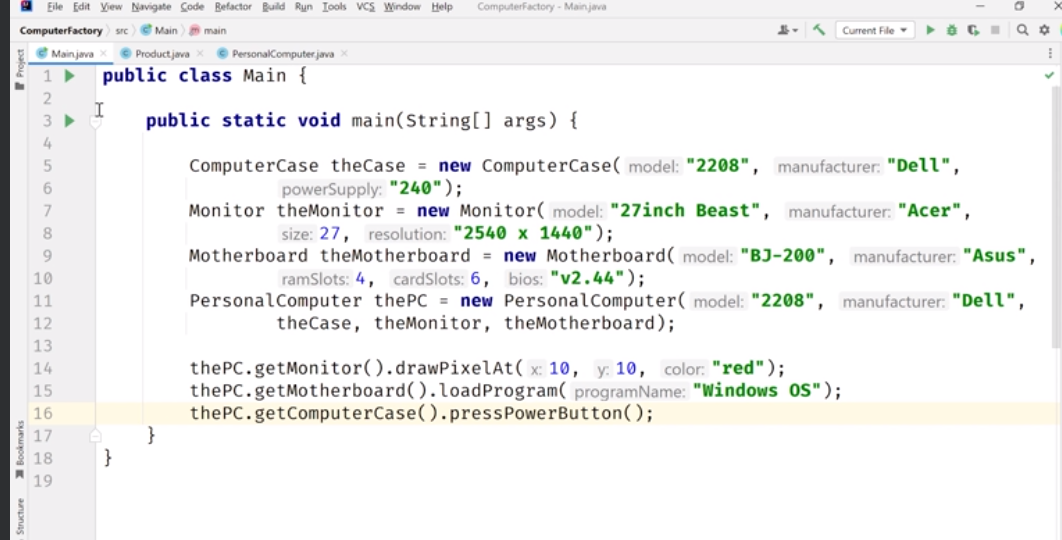 File Edit View Navigate Code Refactor Build Run Tools VCS Window Help ComputerFactory - Main.java
ComputerFactory src Main main Current File
Project
Main.java Product.java PersonalComputer.java
1 public class Main {
2
3 public static void main(String[] args) {
4
5 ComputerCase theCase = new ComputerCase( model: "2208", manufacturer: "Dell",
6 powerSupply: "240");
7 Monitor theMonitor = new Monitor( model: "27inch Beast", manufacturer: "Acer",
8 size: 27, resolution: "2540 x 1440");
9 Motherboard theMotherboard = new Motherboard( model: "BJ-200", manufacturer: "Asus",
10 ramSlots: 4, cardSlots: 6, bios: "v2.44");
11 PersonalComputer thePC = new PersonalComputer( model: "2208", manufacturer: "Dell",
12 theCase, theMonitor, theMotherboard);
13
14 thePC.getMonitor().drawPixelAt( x: 10, y: 10, color: "red");
15 thePC.getMotherboard().loadProgram( programName: "Windows OS");
16 thePC.getComputerCase().pressPowerButton();
17 }
18 }
19
Bookmarks
Structure